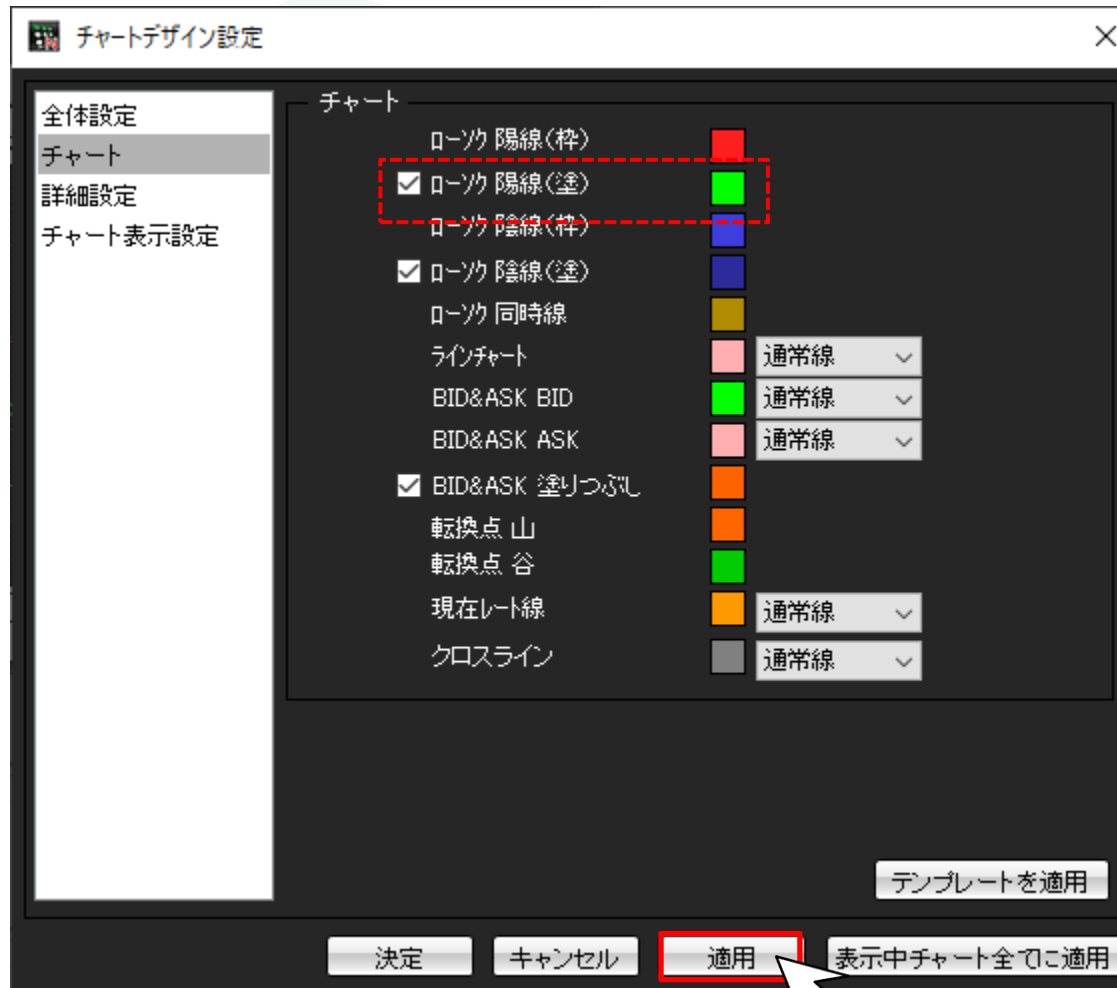 チャートデザイン設定
全体設定
チャート
詳細設定
チャート表示設定
チャート
ローソク 陽線(枠)
ローソク 陽線(塗)
ローソク 陰線(枠)
ローソク 陰線(塗)
ローソク 同時線
ラインチャート 通常線
BID&ASK BID 通常線
BID&ASK ASK 通常線
BID&ASK 塗りつぶし
転換点 山
転換点 谷
現在レート線 通常線
クロスライン 通常線
テンプレートを適用
決定 キャンセル 適用 表示中チャート全てに適用